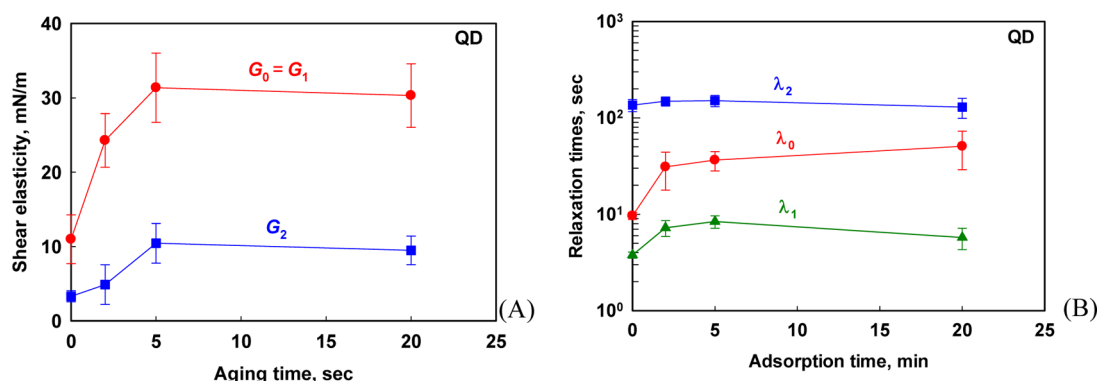 40
30
20
10
0
Shear elasticity, mN/m
QD
G0 = G1
G2
0 5 10 15 20 25
Aging time, sec
(A)
10³
10²
10¹
10⁰
Relaxation times, sec
QD
λ2
λ0
λ1
0 5 10 15 20 25
Adsorption time, min
(B)